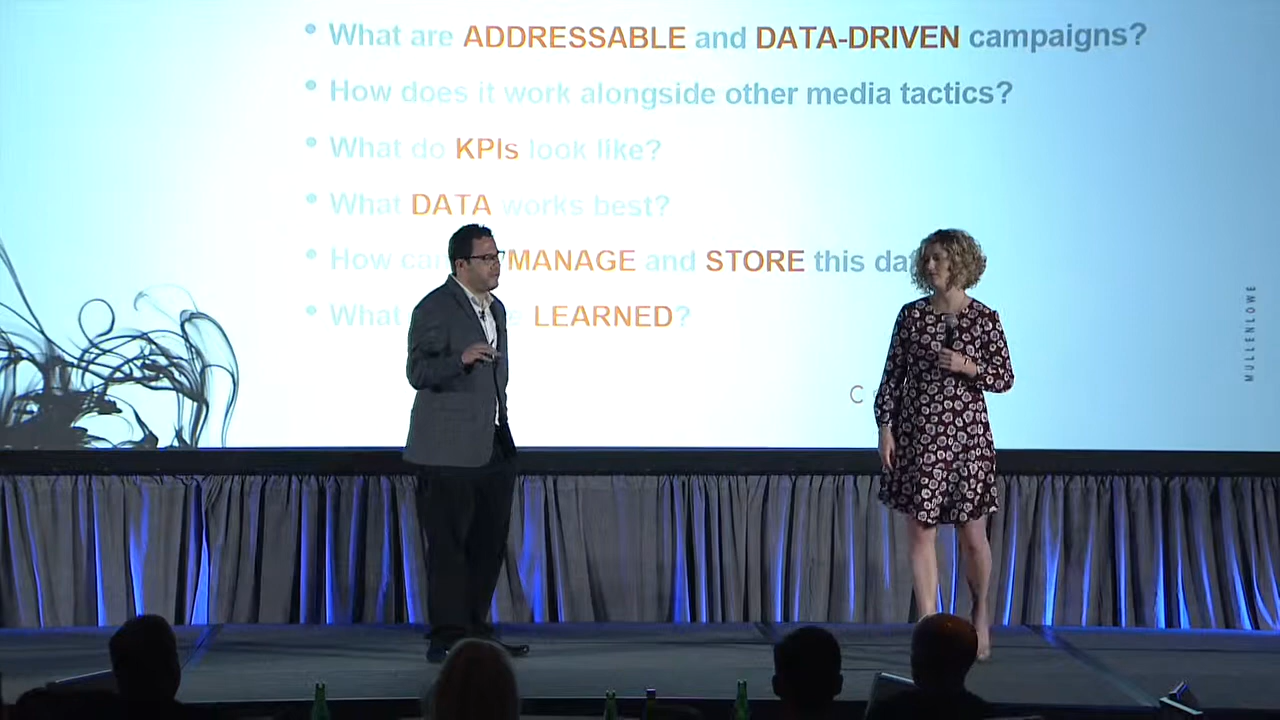 • What are ADDRESSABLE and DATA-DRIVEN campaigns?
• How does it work alongside other media tactics?
• What do KPIs look like?
• What DATA works best?
• How can MANAGE and STORE this
• What LEARNED?
MULLENLOWE